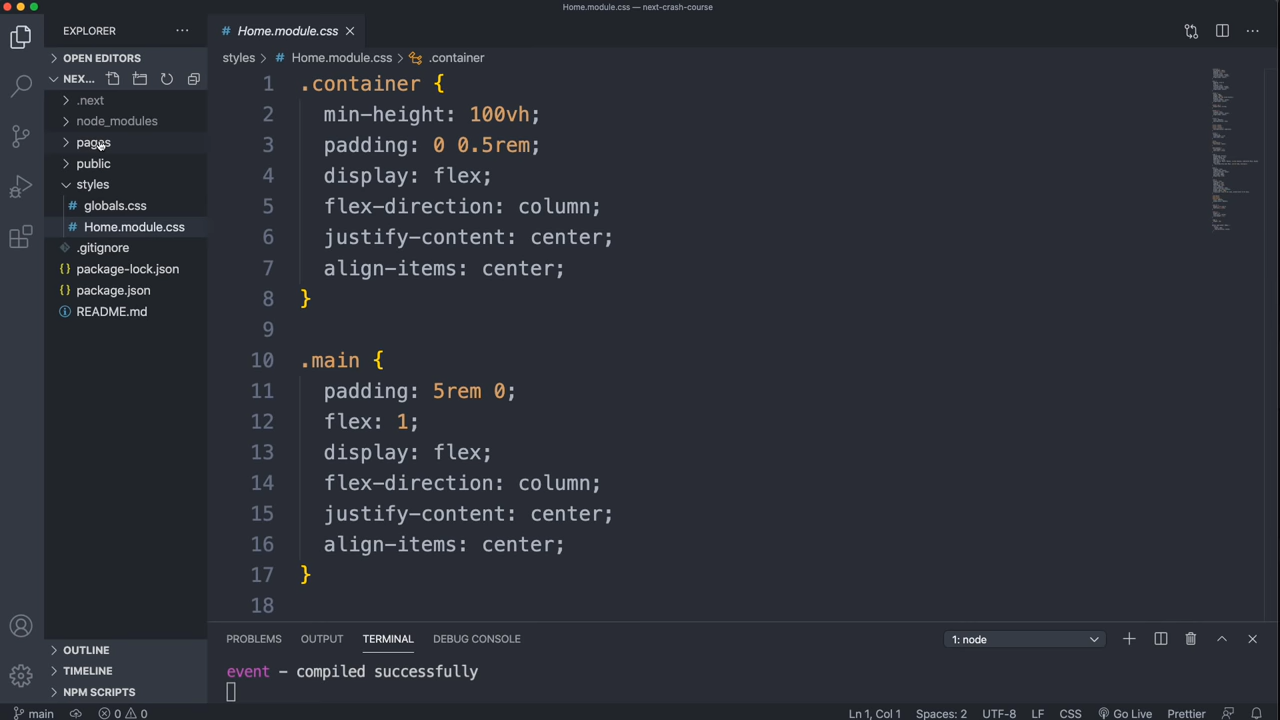 Home.module.css — next-crash-course
EXPLORER
Home.module.css
OPEN EDITORS
styles > Home.module.css > .container
NEX...
.next
node_modules
pages
public
styles
globals.css
Home.module.css
.gitignore
package-lock.json
package.json
README.md
1 .container {
2 min-height: 100vh;
3 padding: 0 0.5rem;
4 display: flex;
5 flex-direction: column;
6 justify-content: center;
7 align-items: center;
8 }
9
10 .main {
11 padding: 5rem 0;
12 flex: 1;
13 display: flex;
14 flex-direction: column;
15 justify-content: center;
16 align-items: center;
17 }
18
OUTLINE
TIMELINE
NPM SCRIPTS
PROBLEMS OUTPUT TERMINAL DEBUG CONSOLE 1: node
event – compiled successfully
main 0 0 Ln 1, Col 1 Spaces: 2 UTF-8 LF CSS Go Live Prettier